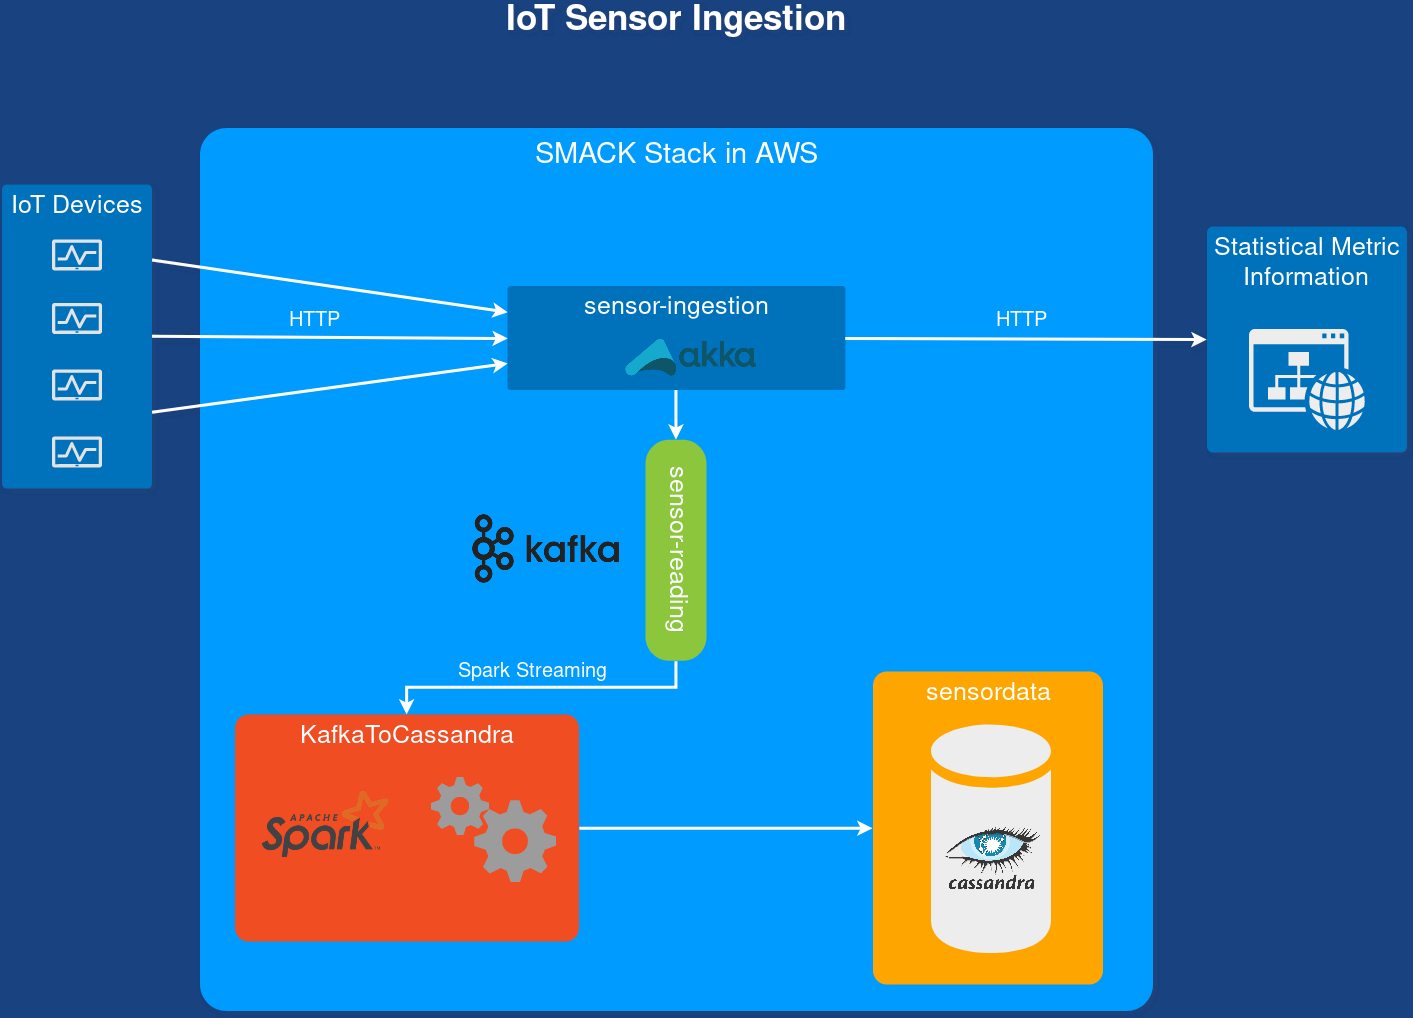 IoT Sensor Ingestion
SMACK Stack in AWS
IoT Devices
HTTP
sensor-ingestion
akka
HTTP
Statistical Metric
Information
kafka
sensor-reading
Spark Streaming
KafkaToCassandra
APACHE
Spark
sensordata
cassandra